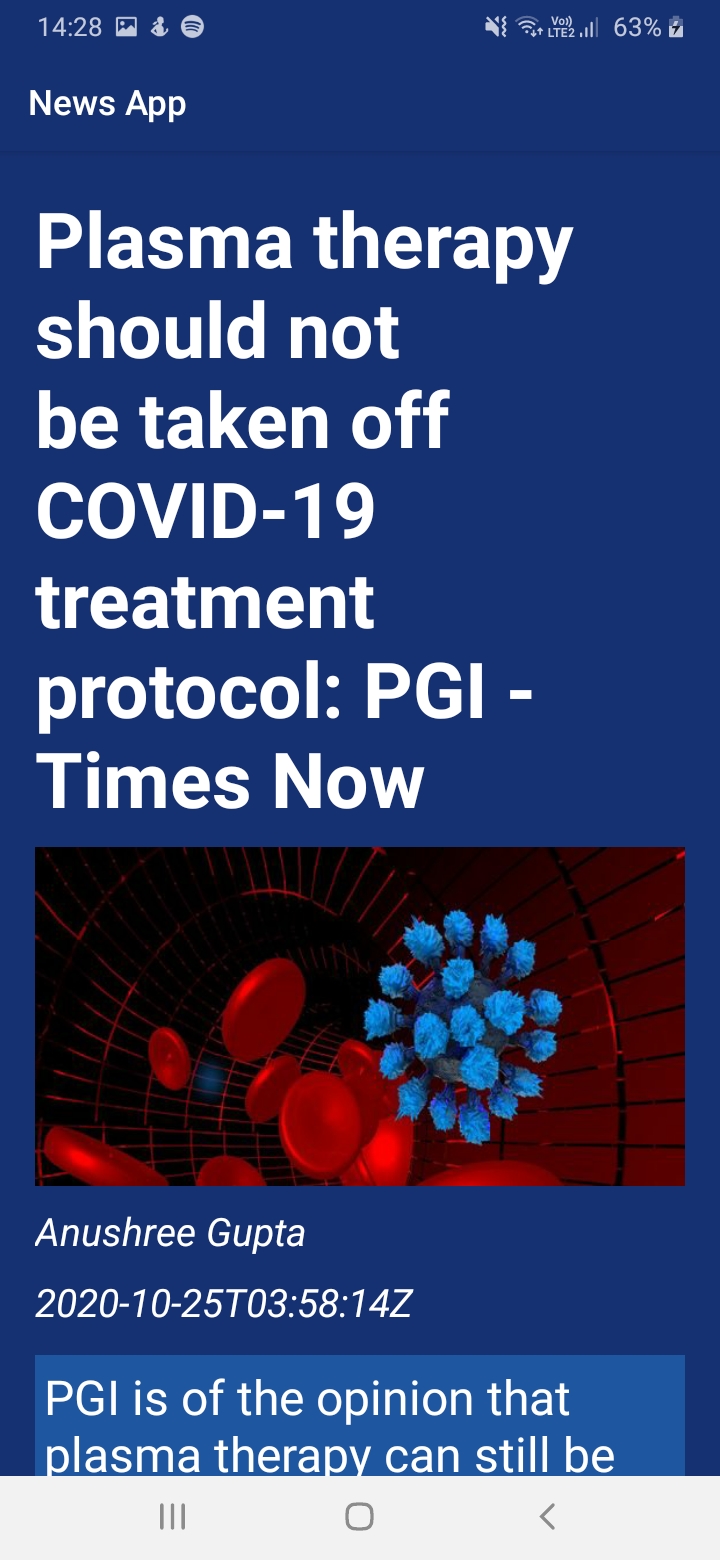 14:28
Vo)) LTE2
63%
News App
Plasma therapy
should not
be taken off
COVID-19
treatment
protocol: PGI -
Times Now
Anushree Gupta
2020-10-25T03:58:14Z
PGI is of the opinion that
plasma therapy can still be